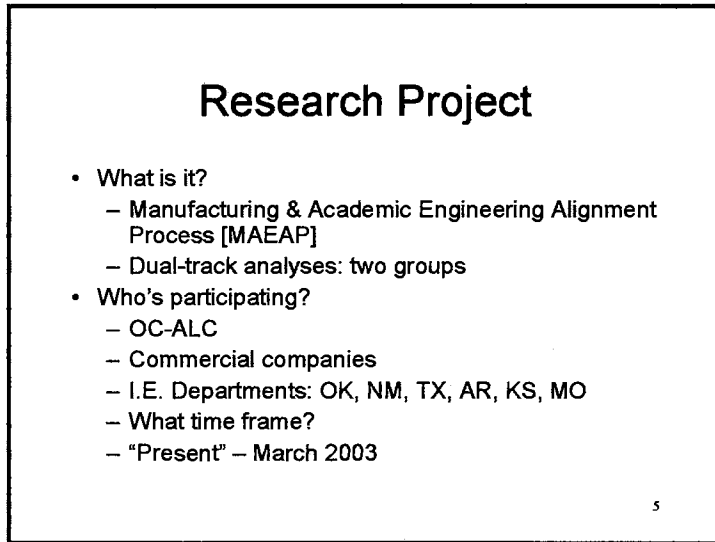 Research Project
• What is it?
– Manufacturing & Academic Engineering Alignment
Process [MAEAP]
– Dual-track analyses: two groups
• Who's participating?
– OC-ALC
– Commercial companies
– I.E. Departments: OK, NM, TX, AR, KS, MO
– What time frame?
– “Present” – March 2003
5